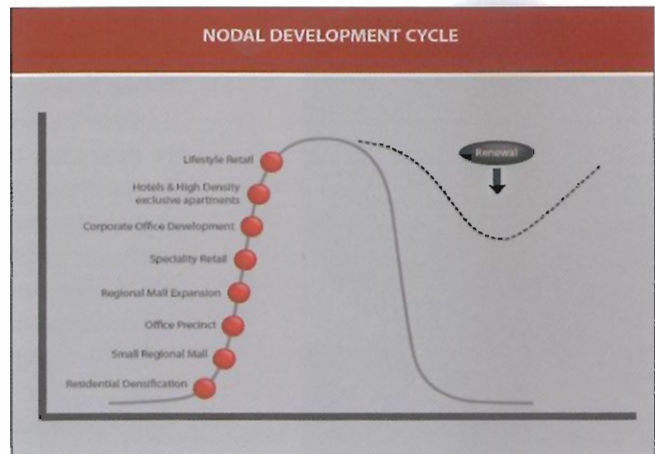 NODAL DEVELOPMENT CYCLE
Renewal
Lifestyle Retail
Hotels & High Density
exclusive apartments
Corporate Office Development
Speciality Retail
Regional Mall Expansion
Office Precinct
Small Regional Mall
Residential Densification